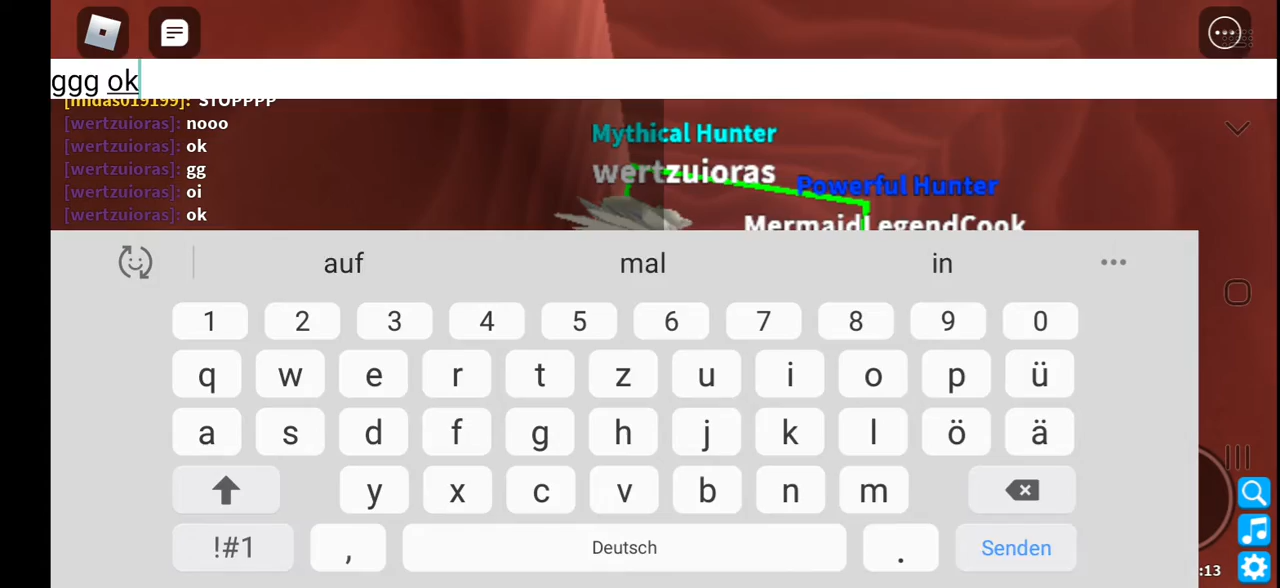 ggg ok
[midas019199]: STOPPPP
[wertzuioras]: nooo
[wertzuioras]: ok
[wertzuioras]: gg
[wertzuioras]: oi
[wertzuioras]: ok
Mythical Hunter
wertzuioras
Powerful Hunter
MermaidLegendCook
auf mal in
1 2 3 4 5 6 7 8 9 0
q w e r t z u i o p ü
a s d f g h j k l ö ä
y x c v b n m
!#1 , Deutsch . Senden
:13